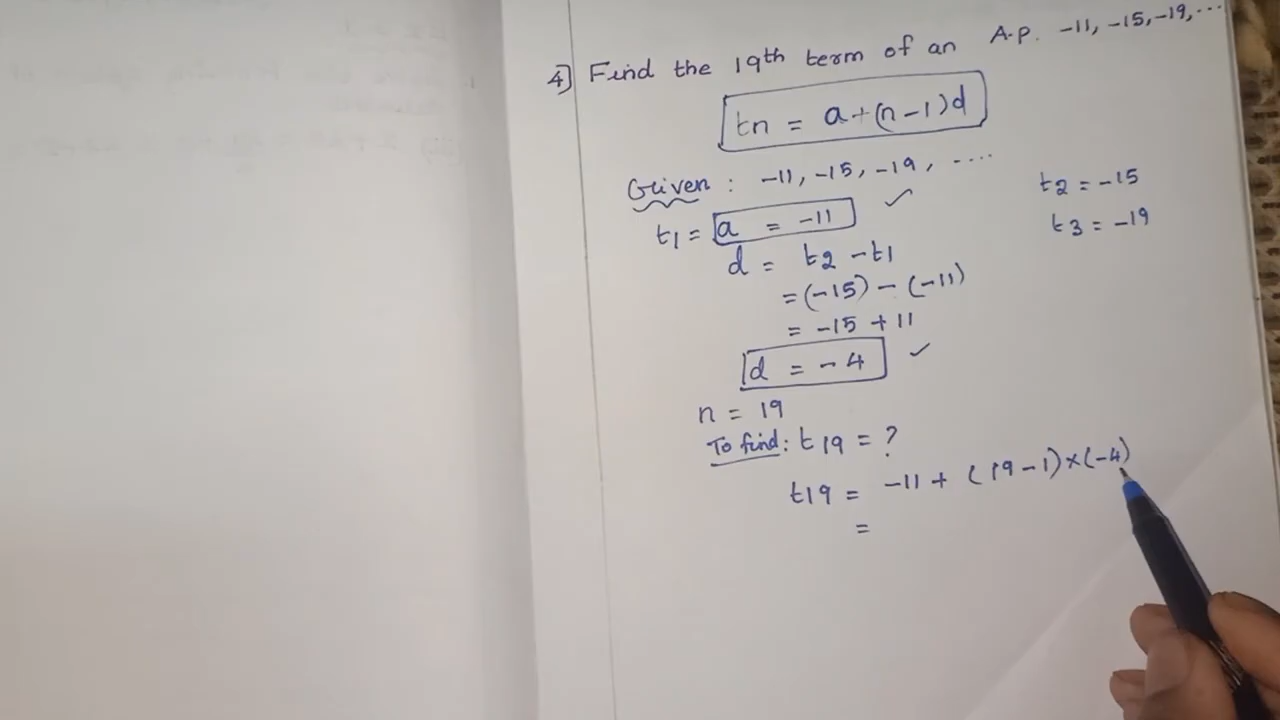 4] Find the 19th term of an A.p. -11, -15, -19, ...
tn = a+(n-1)d
Given : -11, -15, -19, ....
t2 = -15
t1 = a = -11
t3 = -19
d = t2 - t1
= (-15) - (-11)
= -15 + 11
d = -4
n = 19
To find: t19 = ?
t19 = -11 + (19-1)×(-4)
=